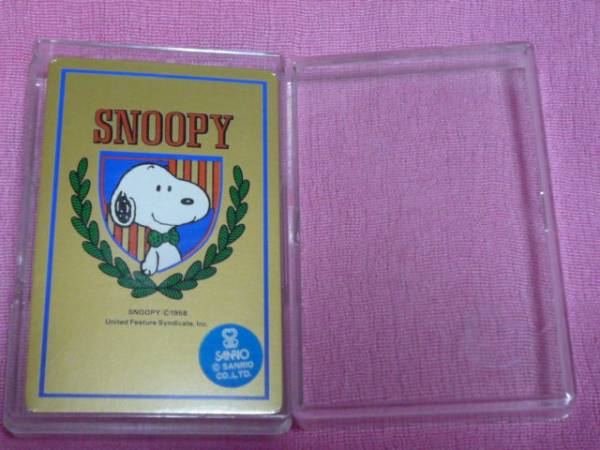 SNOOPY
SNOOPY ©1958
United Feature Syndicate, Inc.
SANRIO
© SANRIO
CO., LTD.